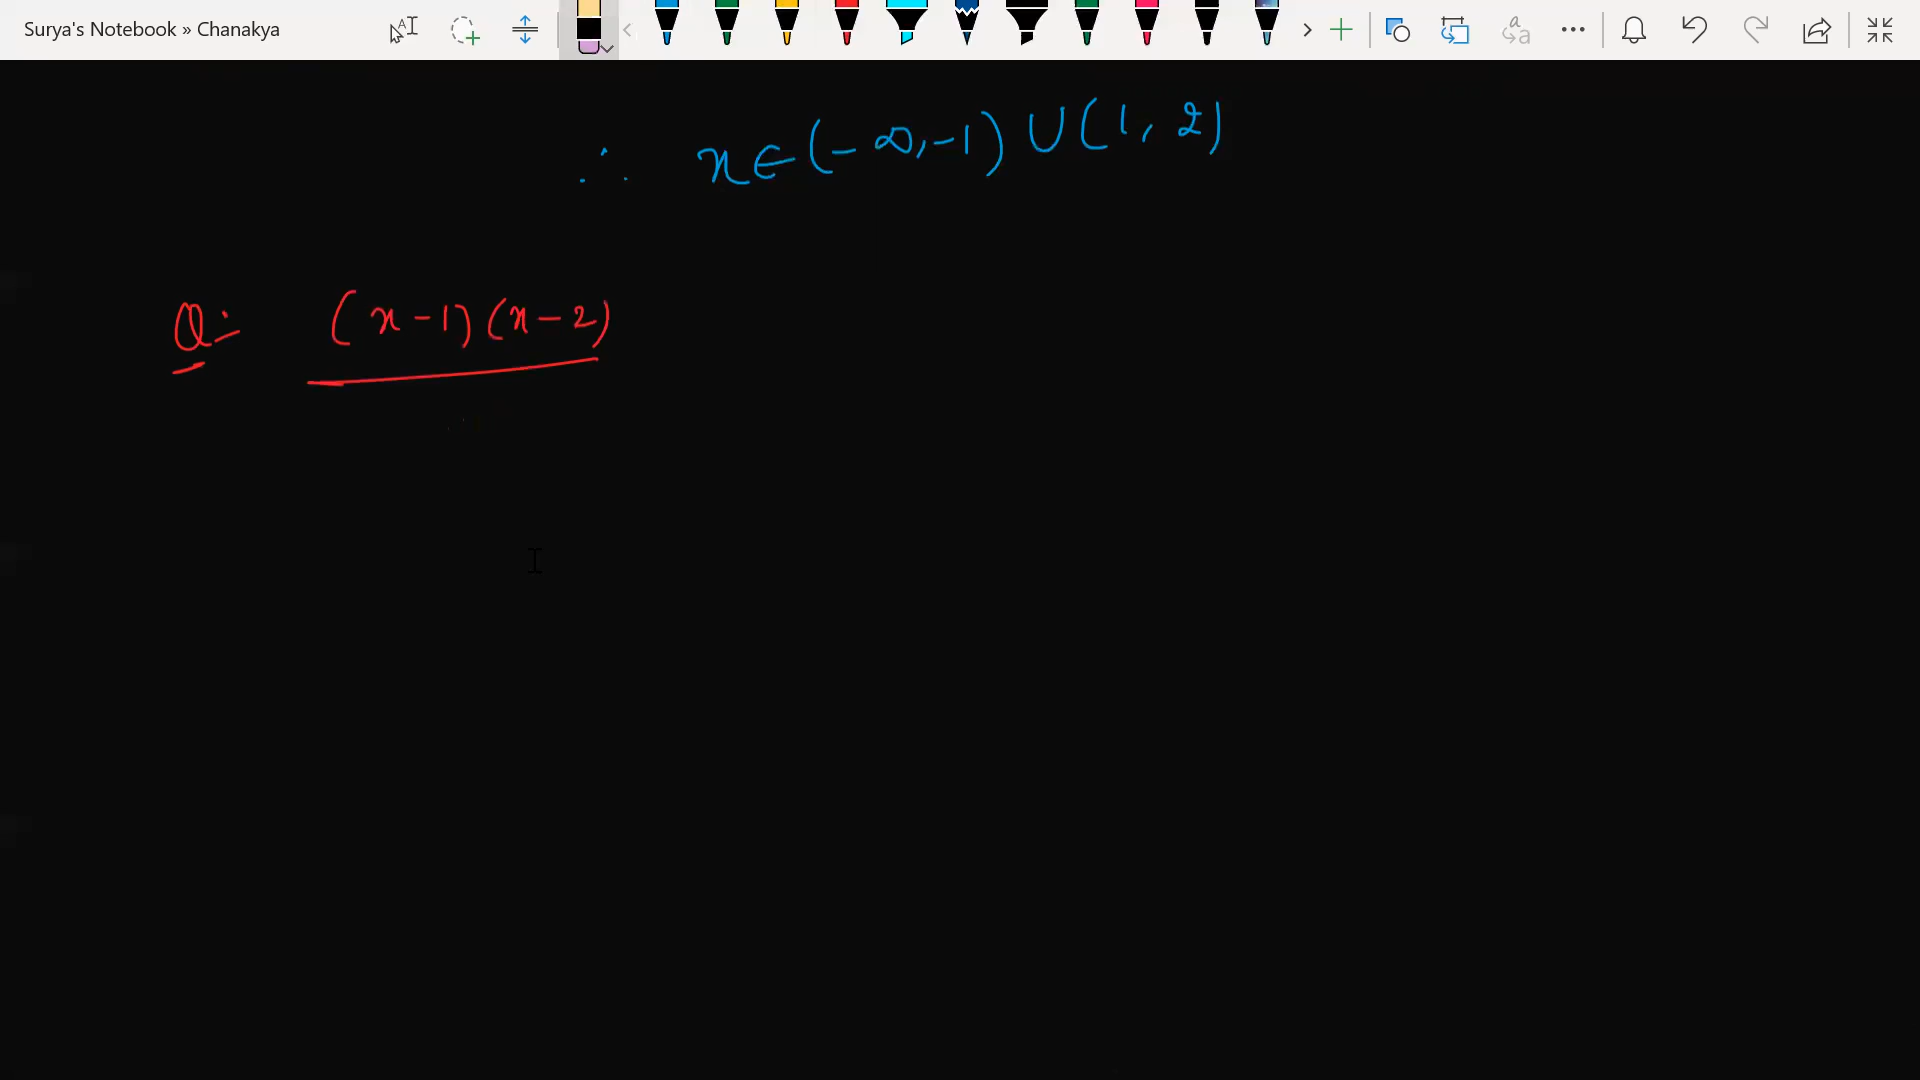 Surya's Notebook » Chanakya
∴ x∈(-∞,-1) ∪ (1, 2)
Q:- (x-1)(x-2)